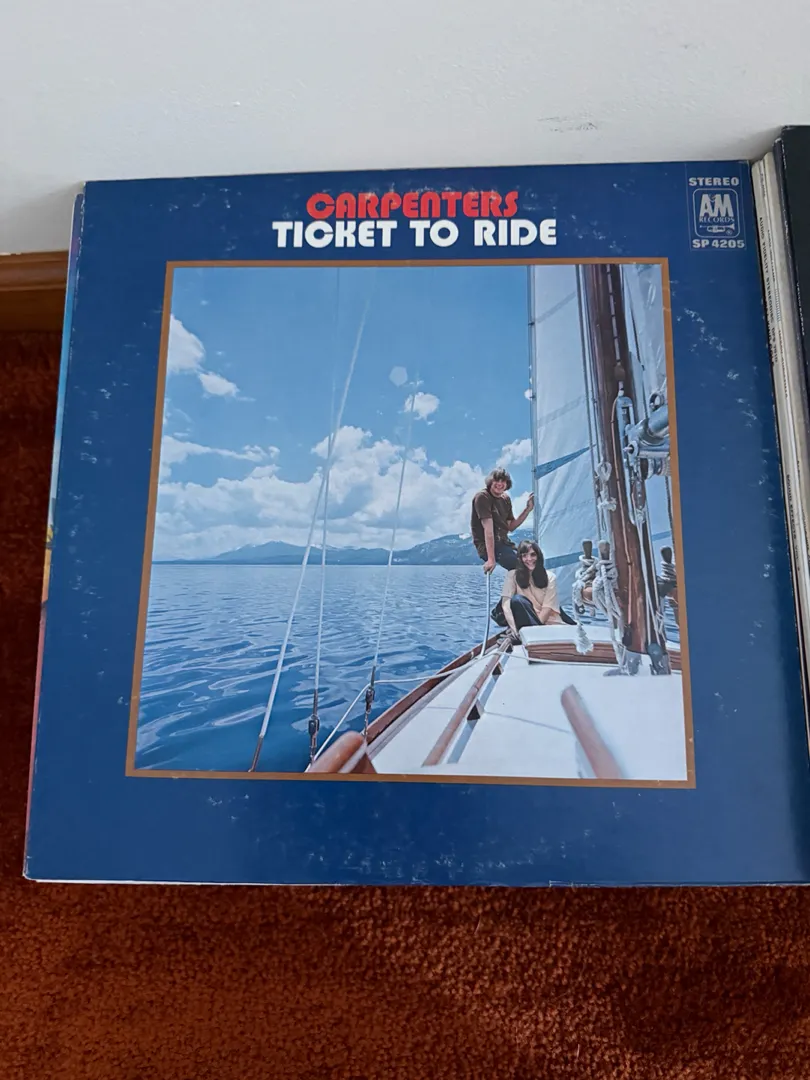 CARPENTERS
TICKET TO RIDE
STEREO
A&M
RECORDS
SP 4205